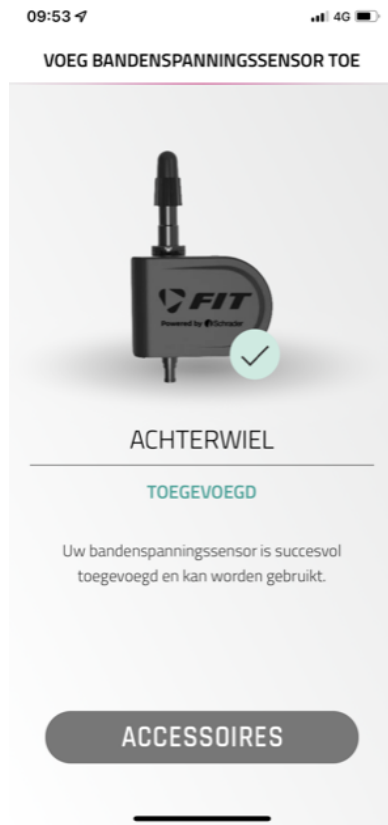 09:53 4G
VOEG BANDENSPANNINGSSENSOR TOE
FIT
Powered by Schrader
ACHTERWIEL
TOEGEVOEGD
Uw bandenspanningssensor is succesvol
toegevoegd en kan worden gebruikt.
ACCESSOIRES